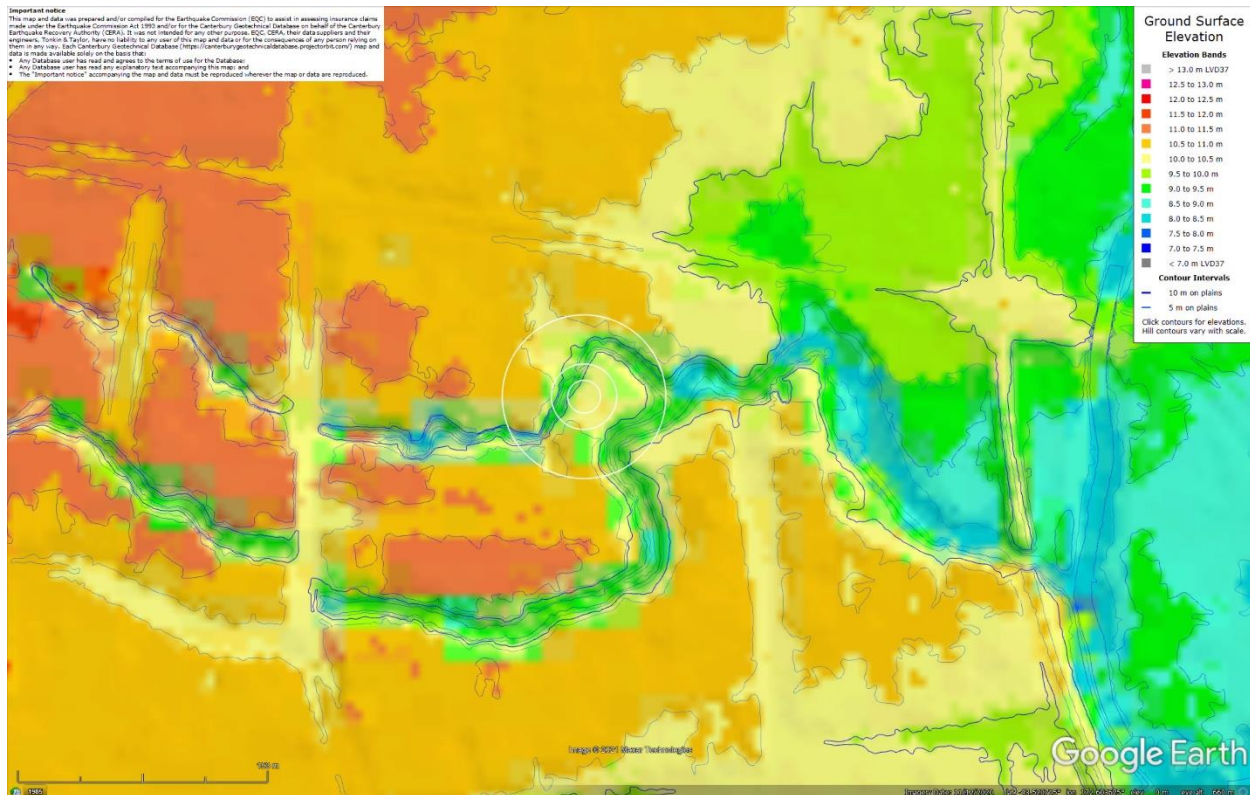 Important notice
This map and data was prepared and/or compiled for the Earthquake Commission (EQC) to assist in assessing insurance claims
made under the Earthquake Commission Act 1993 and/or for the Canterbury Geotechnical Database on behalf of the Canterbury
Earthquake Recovery Authority (CERA). It was not intended for any other purpose. EQC, CERA, their data suppliers and their
engineers, Tonkin & Taylor, have no liability to any user of this map and data or for the consequences of any person relying on
them in any way. Each Canterbury Geotechnical Database (https://canterburygeotechnicaldatabase.projectorbit.com/) map and
data is made available solely on the basis that:
• Any Database user has read and agrees to the terms of use for the Database;
• Any Database user has read any explanatory text accompanying this map; and
• The "Important notice" accompanying the map and data must be reproduced wherever the map or data are reproduced.
Ground Surface
Elevation
Elevation Bands
> 13.0 m LVD37
12.5 to 13.0 m
12.0 to 12.5 m
11.5 to 12.0 m
11.0 to 11.5 m
10.5 to 11.0 m
10.0 to 10.5 m
9.5 to 10.0 m
9.0 to 9.5 m
8.5 to 9.0 m
8.0 to 8.5 m
7.5 to 8.0 m
7.0 to 7.5 m
< 7.0 m LVD37
Contour Intervals
10 m on plains
5 m on plains
Click contours for elevations.
Hill contours vary with scale.
Image © 2021 Maxar Technologies
Google Earth
1985
Imagery Date: